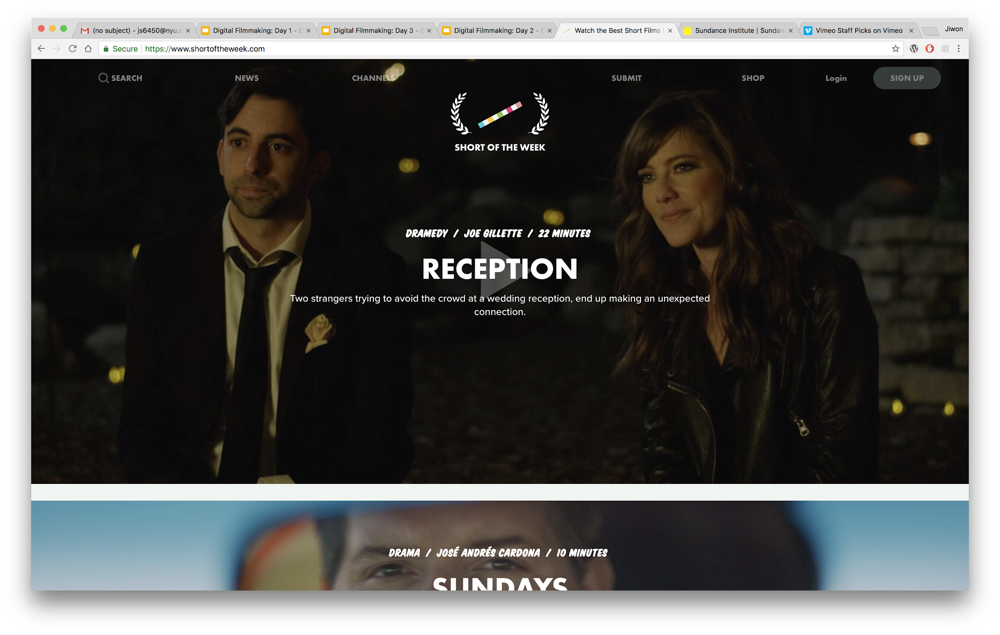 (no subject) - js6450@nyu.e
Digital Filmmaking: Day 1 - G
Digital Filmmaking: Day 3 - G
Digital Filmmaking: Day 2 - G
Watch the Best Short Films |
Sundance Institute | Sundan
Vimeo Staff Picks on Vimeo
Jiwon
Secure https://www.shortoftheweek.com
SEARCH NEWS CHANNELS SUBMIT SHOP Login SIGN UP
SHORT OF THE WEEK
DRAMEDY / JOE GILLETTE / 22 MINUTES
RECEPTION
Two strangers trying to avoid the crowd at a wedding reception, end up making an unexpected
connection.
DRAMA / JOSÉ ANDRÉS CARDONA / 10 MINUTES
SUNDAYS